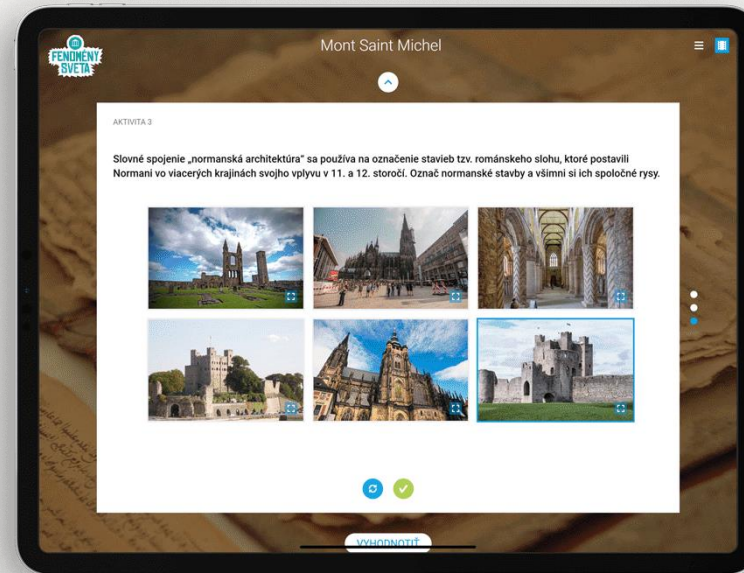 FENOMÉNY
SVETA
Mont Saint Michel
AKTIVITA 3
Slovné spojenie „normanská architektúra“ sa používa na označenie stavieb tzv. románskeho slohu, ktoré postavili
Normani vo viacerých krajinách svojho vplyvu v 11. a 12. storočí. Označ normanské stavby a všimni si ich spoločné rysy.
VYHODNOTIŤ